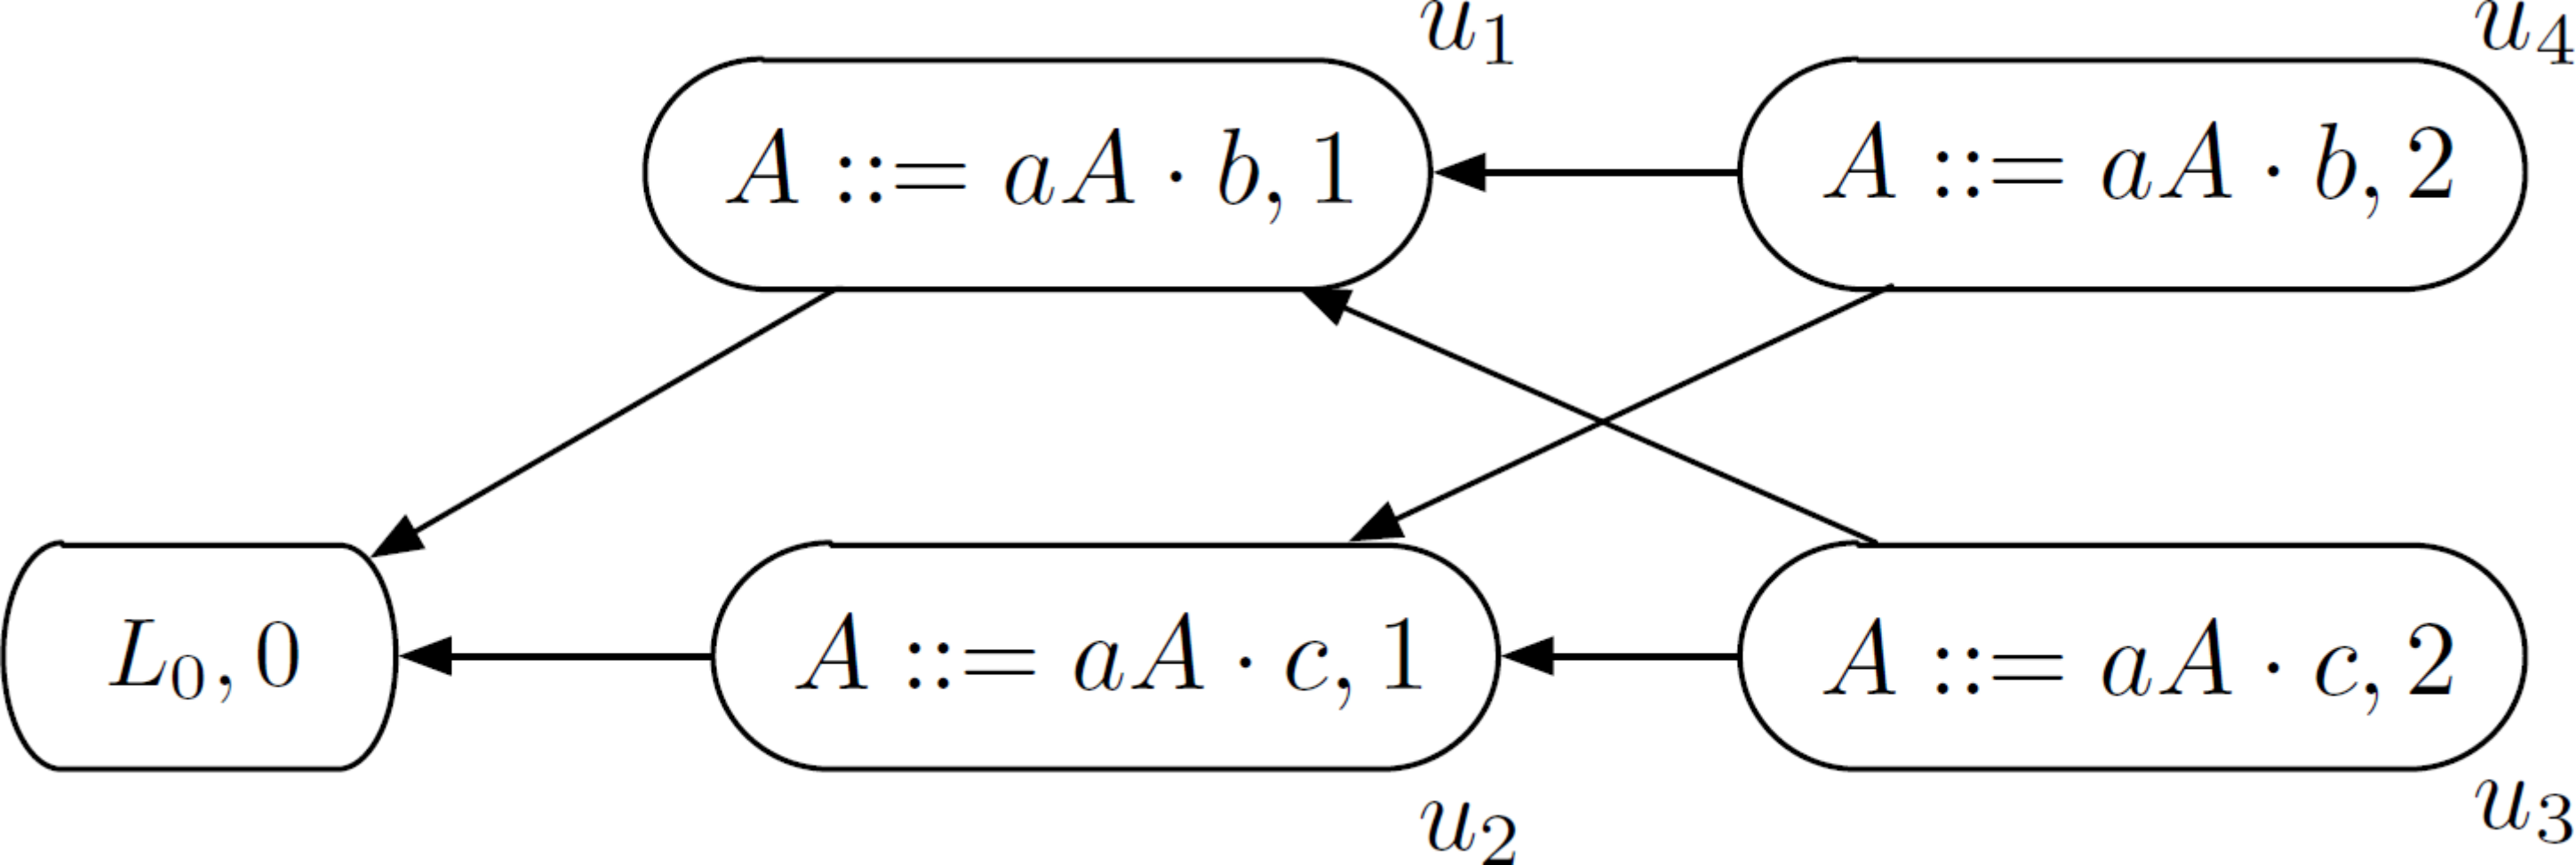 u₁ u₄
A ::= aA · b, 1 A ::= aA · b, 2
L₀, 0 A ::= aA · c, 1 A ::= aA · c, 2
u₂ u₃